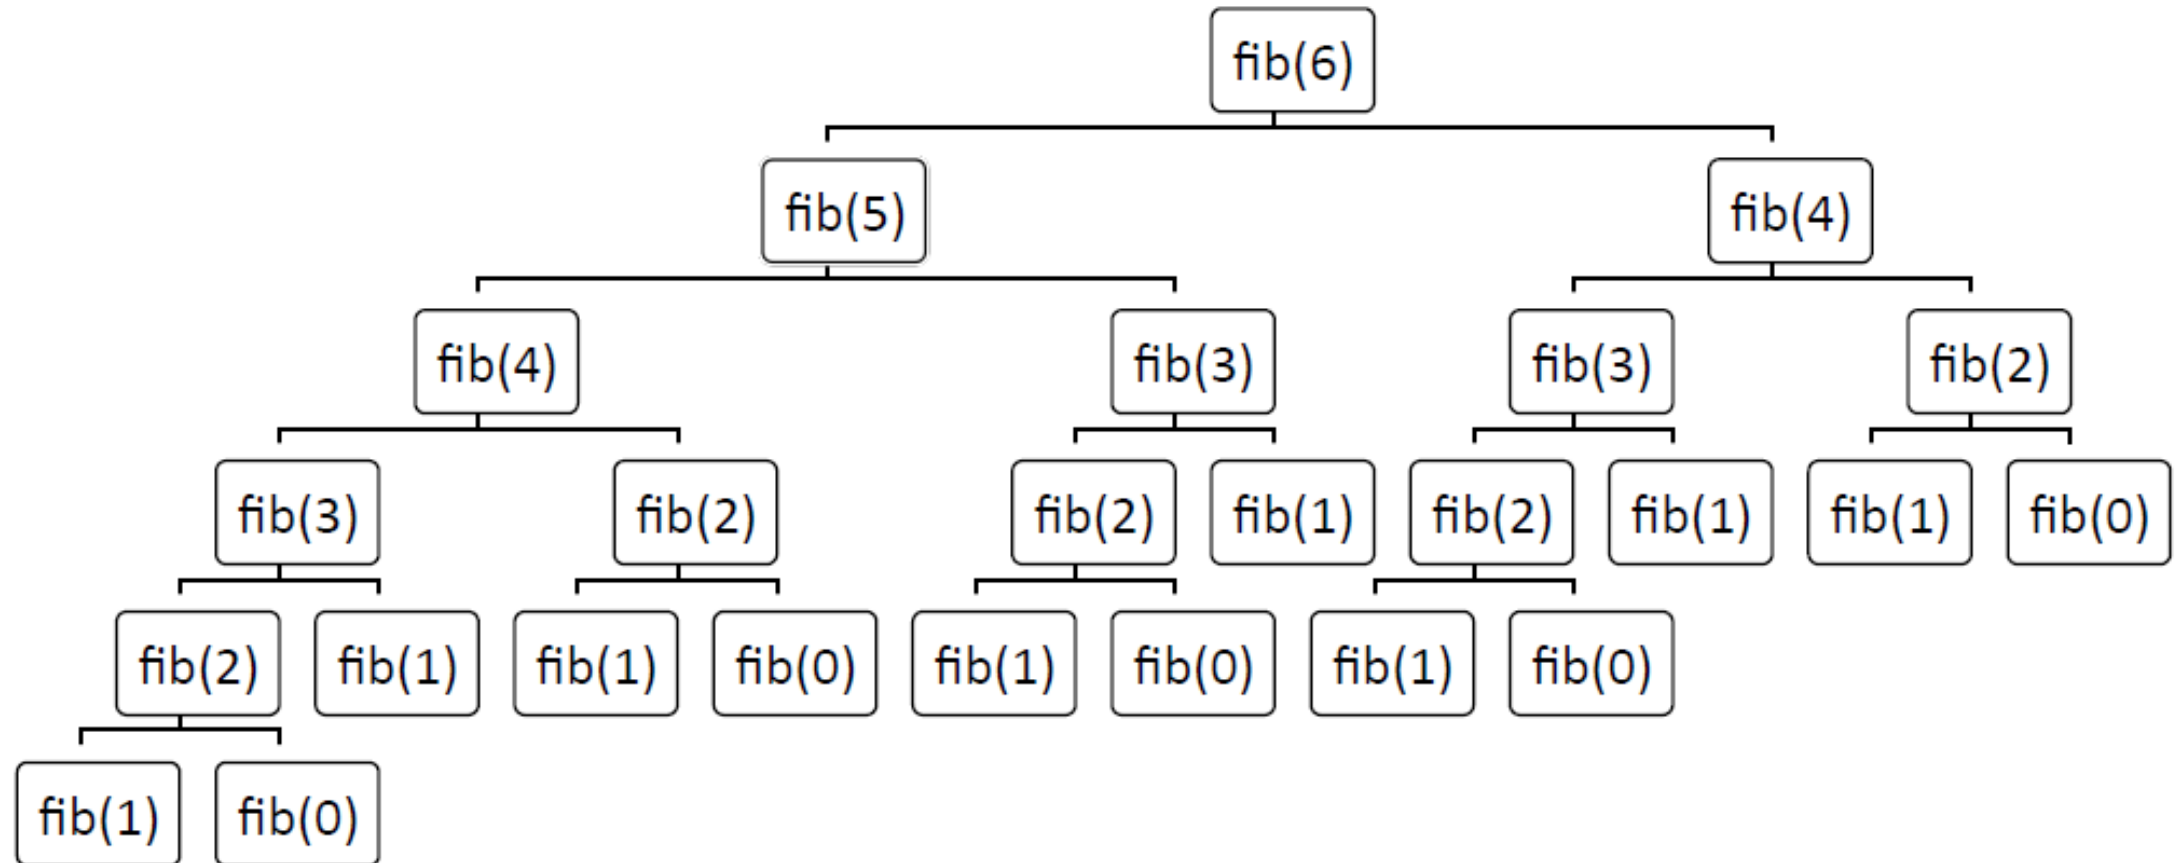 fib(6)
fib(5) fib(4)
fib(4) fib(3) fib(3) fib(2)
fib(3) fib(2) fib(2) fib(1) fib(2) fib(1) fib(1) fib(0)
fib(2) fib(1) fib(1) fib(0) fib(1) fib(0) fib(1) fib(0)
fib(1) fib(0)